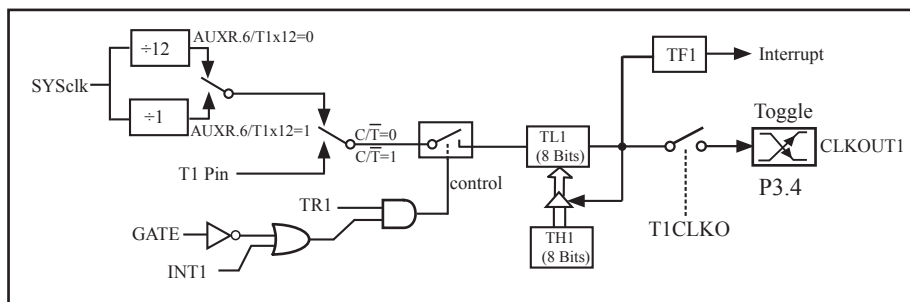 AUXR.6/T1x12=0
÷12
SYSclk
÷1
AUXR.6/T1x12=1
C/T̅=0
C/T̅=1
T1 Pin
control
TR1
GATE
INT1
TL1
(8 Bits)
TH1
(8 Bits)
TF1
Interrupt
Toggle
CLKOUT1
P3.4
T1CLKO